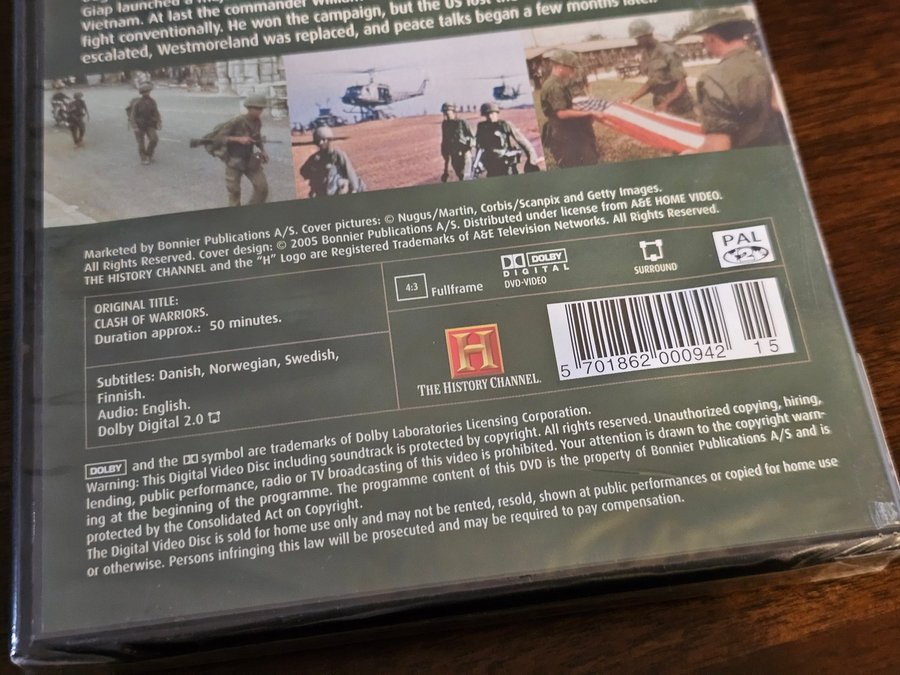 Giap launched a
Vietnam. At last the commander William
fight conventionally. He won the campaign, but the US lost the
escalated, Westmoreland was replaced, and peace talks began a few months later.
Marketed by Bonnier Publications A/S. Cover pictures: © Nugus/Martin, Corbis/Scanpix and Getty Images.
All Rights Reserved. Cover design: © 2005 Bonnier Publications A/S. Distributed under license from A&E HOME VIDEO.
THE HISTORY CHANNEL and the "H" Logo are Registered Trademarks of A&E Television Networks. All Rights Reserved.
ORIGINAL TITLE:
CLASH OF WARRIORS.
Duration approx.: 50 minutes.
Subtitles: Danish, Norwegian, Swedish,
Finnish.
Audio: English.
Dolby Digital 2.0
4:3 Fullframe
DOLBY
DIGITAL
DVD-VIDEO
SURROUND
PAL
2
H
THE HISTORY CHANNEL.
5 701862 000942 15
DOLBY and the symbol are trademarks of Dolby Laboratories Licensing Corporation.
Warning: This Digital Video Disc including soundtrack is protected by copyright. All rights reserved. Unauthorized copying, hiring,
lending, public performance, radio or TV broadcasting of this video is prohibited. Your attention is drawn to the copyright warn-
ing at the beginning of the programme. The programme content of this DVD is the property of Bonnier Publications A/S and is
protected by the Consolidated Act on Copyright.
The Digital Video Disc is sold for home use only and may not be rented, resold, shown at public performances or copied for home use
or otherwise. Persons infringing this law will be prosecuted and may be required to pay compensation.